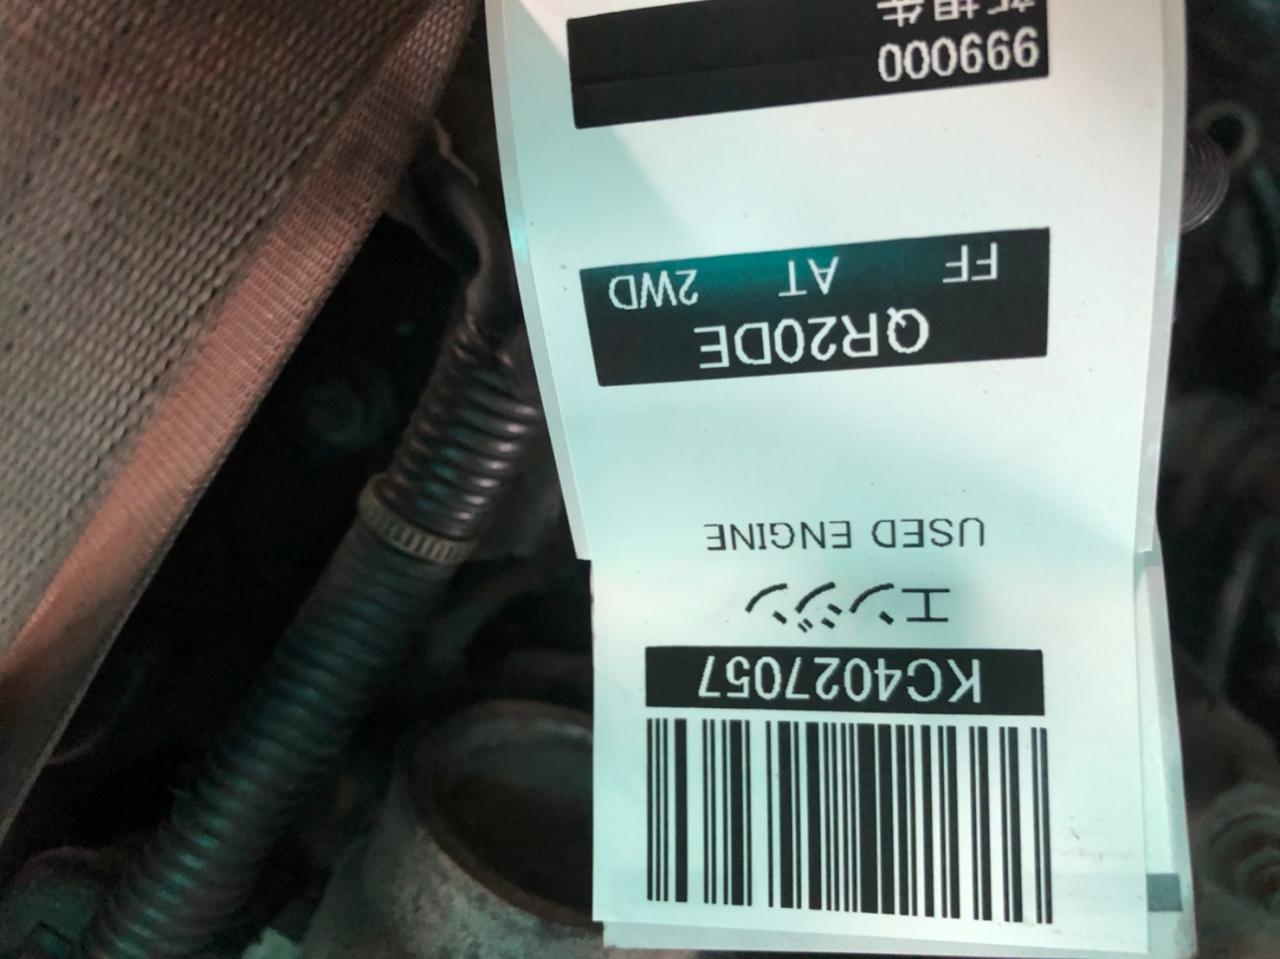 KC4027057
エンジン
USED ENGINE
QR20DE
FF AT 2WD
999000